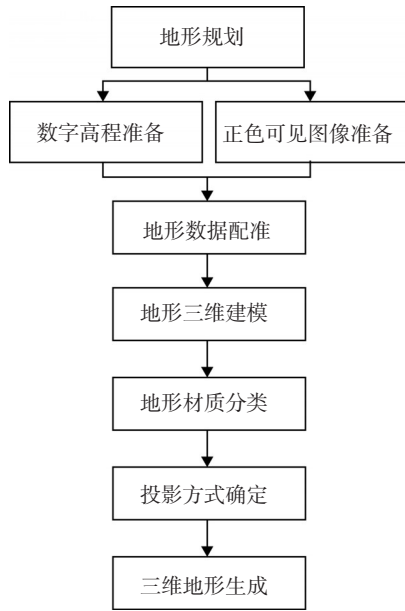 地形规划
数字高程准备
正色可见图像准备
地形数据配准
地形三维建模
地形材质分类
投影方式确定
三维地形生成